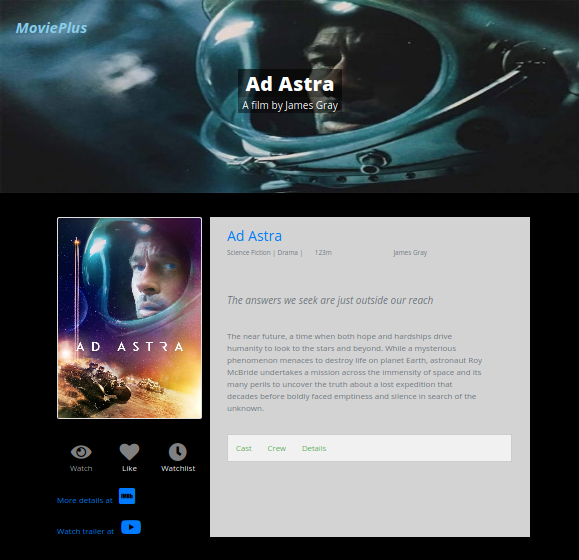 MoviePlus
Ad Astra
A film by James Gray
AD ASTRA
Ad Astra
Science Fiction | Drama | 123m James Gray
The answers we seek are just outside our reach
The near future, a time when both hope and hardships drive
humanity to look to the stars and beyond. While a mysterious
phenomenon menaces to destroy life on planet Earth, astronaut Roy
McBride undertakes a mission across the immensity of space and its
many perils to uncover the truth about a lost expedition that
decades before boldly faced emptiness and silence in search of the
unknown.
Cast Crew Details
Watch Like Watchlist
More details at IMDb
Watch trailer at